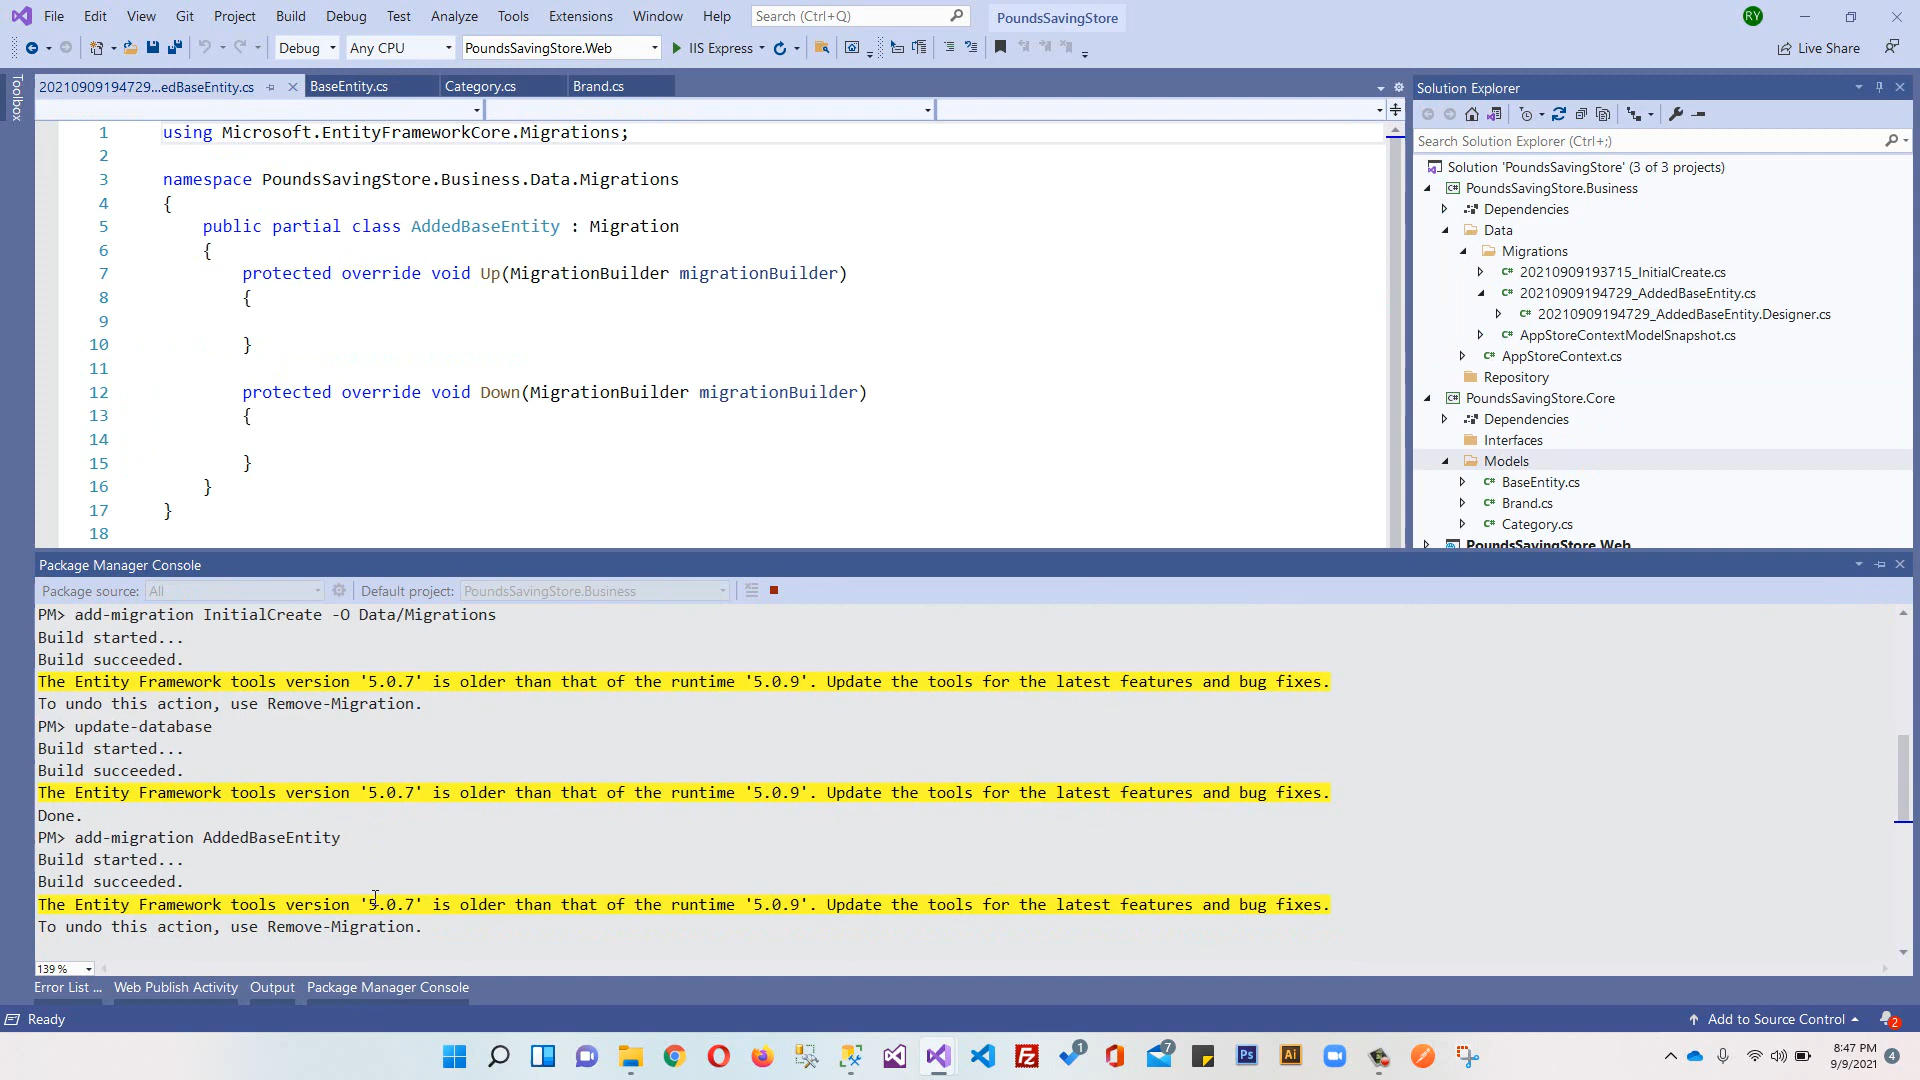 File Edit View Git Project Build Debug Test Analyze Tools Extensions Window Help Search (Ctrl+Q) PoundsSavingStore RY
Debug Any CPU PoundsSavingStore.Web IIS Express Live Share
Toolbox
20210909194729...edBaseEntity.cs BaseEntity.cs Category.cs Brand.cs
1 using Microsoft.EntityFrameworkCore.Migrations;
2
3 namespace PoundsSavingStore.Business.Data.Migrations
4 {
5 public partial class AddedBaseEntity : Migration
6 {
7 protected override void Up(MigrationBuilder migrationBuilder)
8 {
9
10 }
11
12 protected override void Down(MigrationBuilder migrationBuilder)
13 {
14
15 }
16 }
17 }
18
Solution Explorer
Search Solution Explorer (Ctrl+;)
Solution 'PoundsSavingStore' (3 of 3 projects)
PoundsSavingStore.Business
Dependencies
Data
Migrations
20210909193715_InitialCreate.cs
20210909194729_AddedBaseEntity.cs
20210909194729_AddedBaseEntity.Designer.cs
AppStoreContextModelSnapshot.cs
AppStoreContext.cs
Repository
PoundsSavingStore.Core
Dependencies
Interfaces
Models
BaseEntity.cs
Brand.cs
Category.cs
PoundsSavingStore.Web
Package Manager Console
Package source: All Default project: PoundsSavingStore.Business
PM> add-migration InitialCreate -O Data/Migrations
Build started...
Build succeeded.
The Entity Framework tools version '5.0.7' is older than that of the runtime '5.0.9'. Update the tools for the latest features and bug fixes.
To undo this action, use Remove-Migration.
PM> update-database
Build started...
Build succeeded.
The Entity Framework tools version '5.0.7' is older than that of the runtime '5.0.9'. Update the tools for the latest features and bug fixes.
Done.
PM> add-migration AddedBaseEntity
Build started...
Build succeeded.
The Entity Framework tools version '5.0.7' is older than that of the runtime '5.0.9'. Update the tools for the latest features and bug fixes.
To undo this action, use Remove-Migration.
139 %
Error List ... Web Publish Activity Output Package Manager Console
Ready Add to Source Control 2
Fz 1 7 Ps Ai 8:47 PM
9/9/2021 4